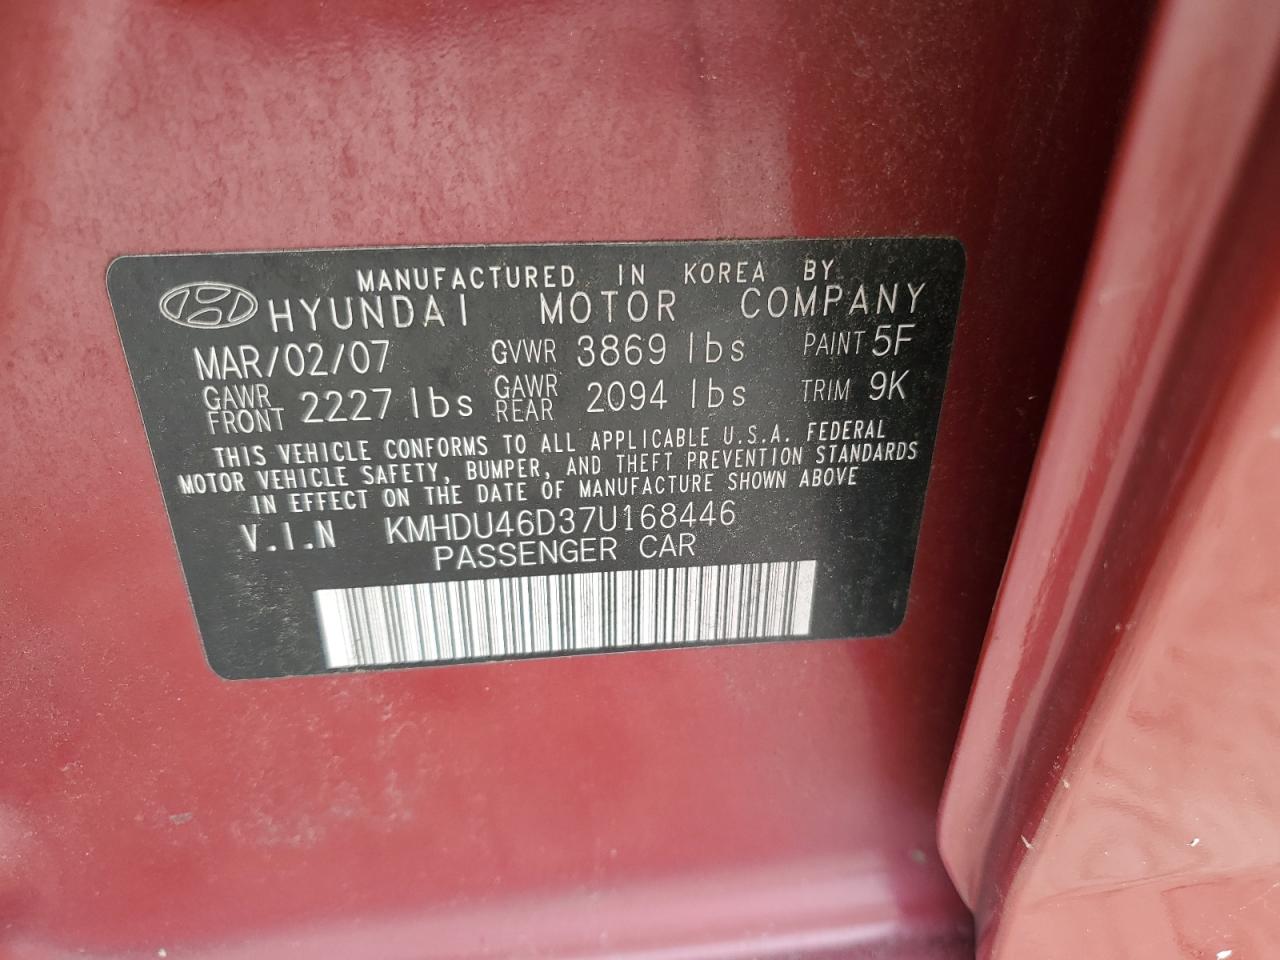 MANUFACTURED IN KOREA BY
HYUNDAI MOTOR COMPANY
MAR/02/07 GVWR 3869 lbs PAINT 5F
GAWR FRONT 2227 lbs GAWR REAR 2094 lbs TRIM 9K
THIS VEHICLE CONFORMS TO ALL APPLICABLE U.S.A. FEDERAL
MOTOR VEHICLE SAFETY, BUMPER, AND THEFT PREVENTION STANDARDS
IN EFFECT ON THE DATE OF MANUFACTURE SHOWN ABOVE
V.I.N KMHDU46D37U168446
PASSENGER CAR